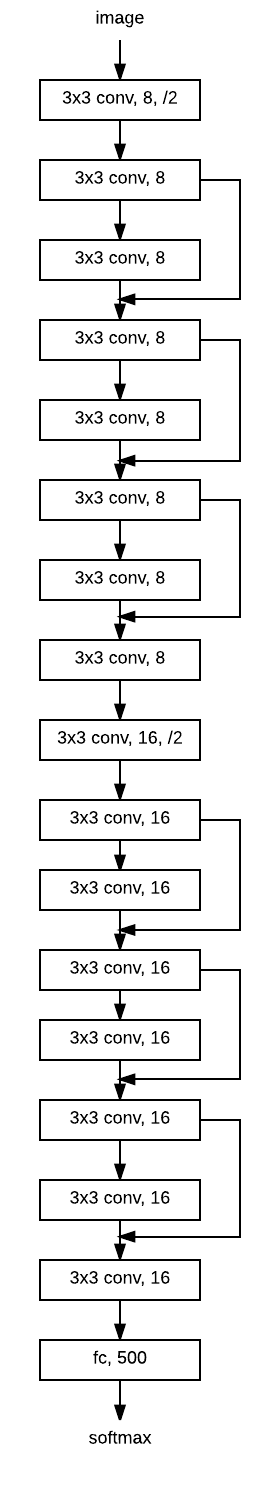 image
3x3 conv, 8, /2
3x3 conv, 8
3x3 conv, 8
3x3 conv, 8
3x3 conv, 8
3x3 conv, 8
3x3 conv, 8
3x3 conv, 8
3x3 conv, 16, /2
3x3 conv, 16
3x3 conv, 16
3x3 conv, 16
3x3 conv, 16
3x3 conv, 16
3x3 conv, 16
3x3 conv, 16
fc, 500
softmax